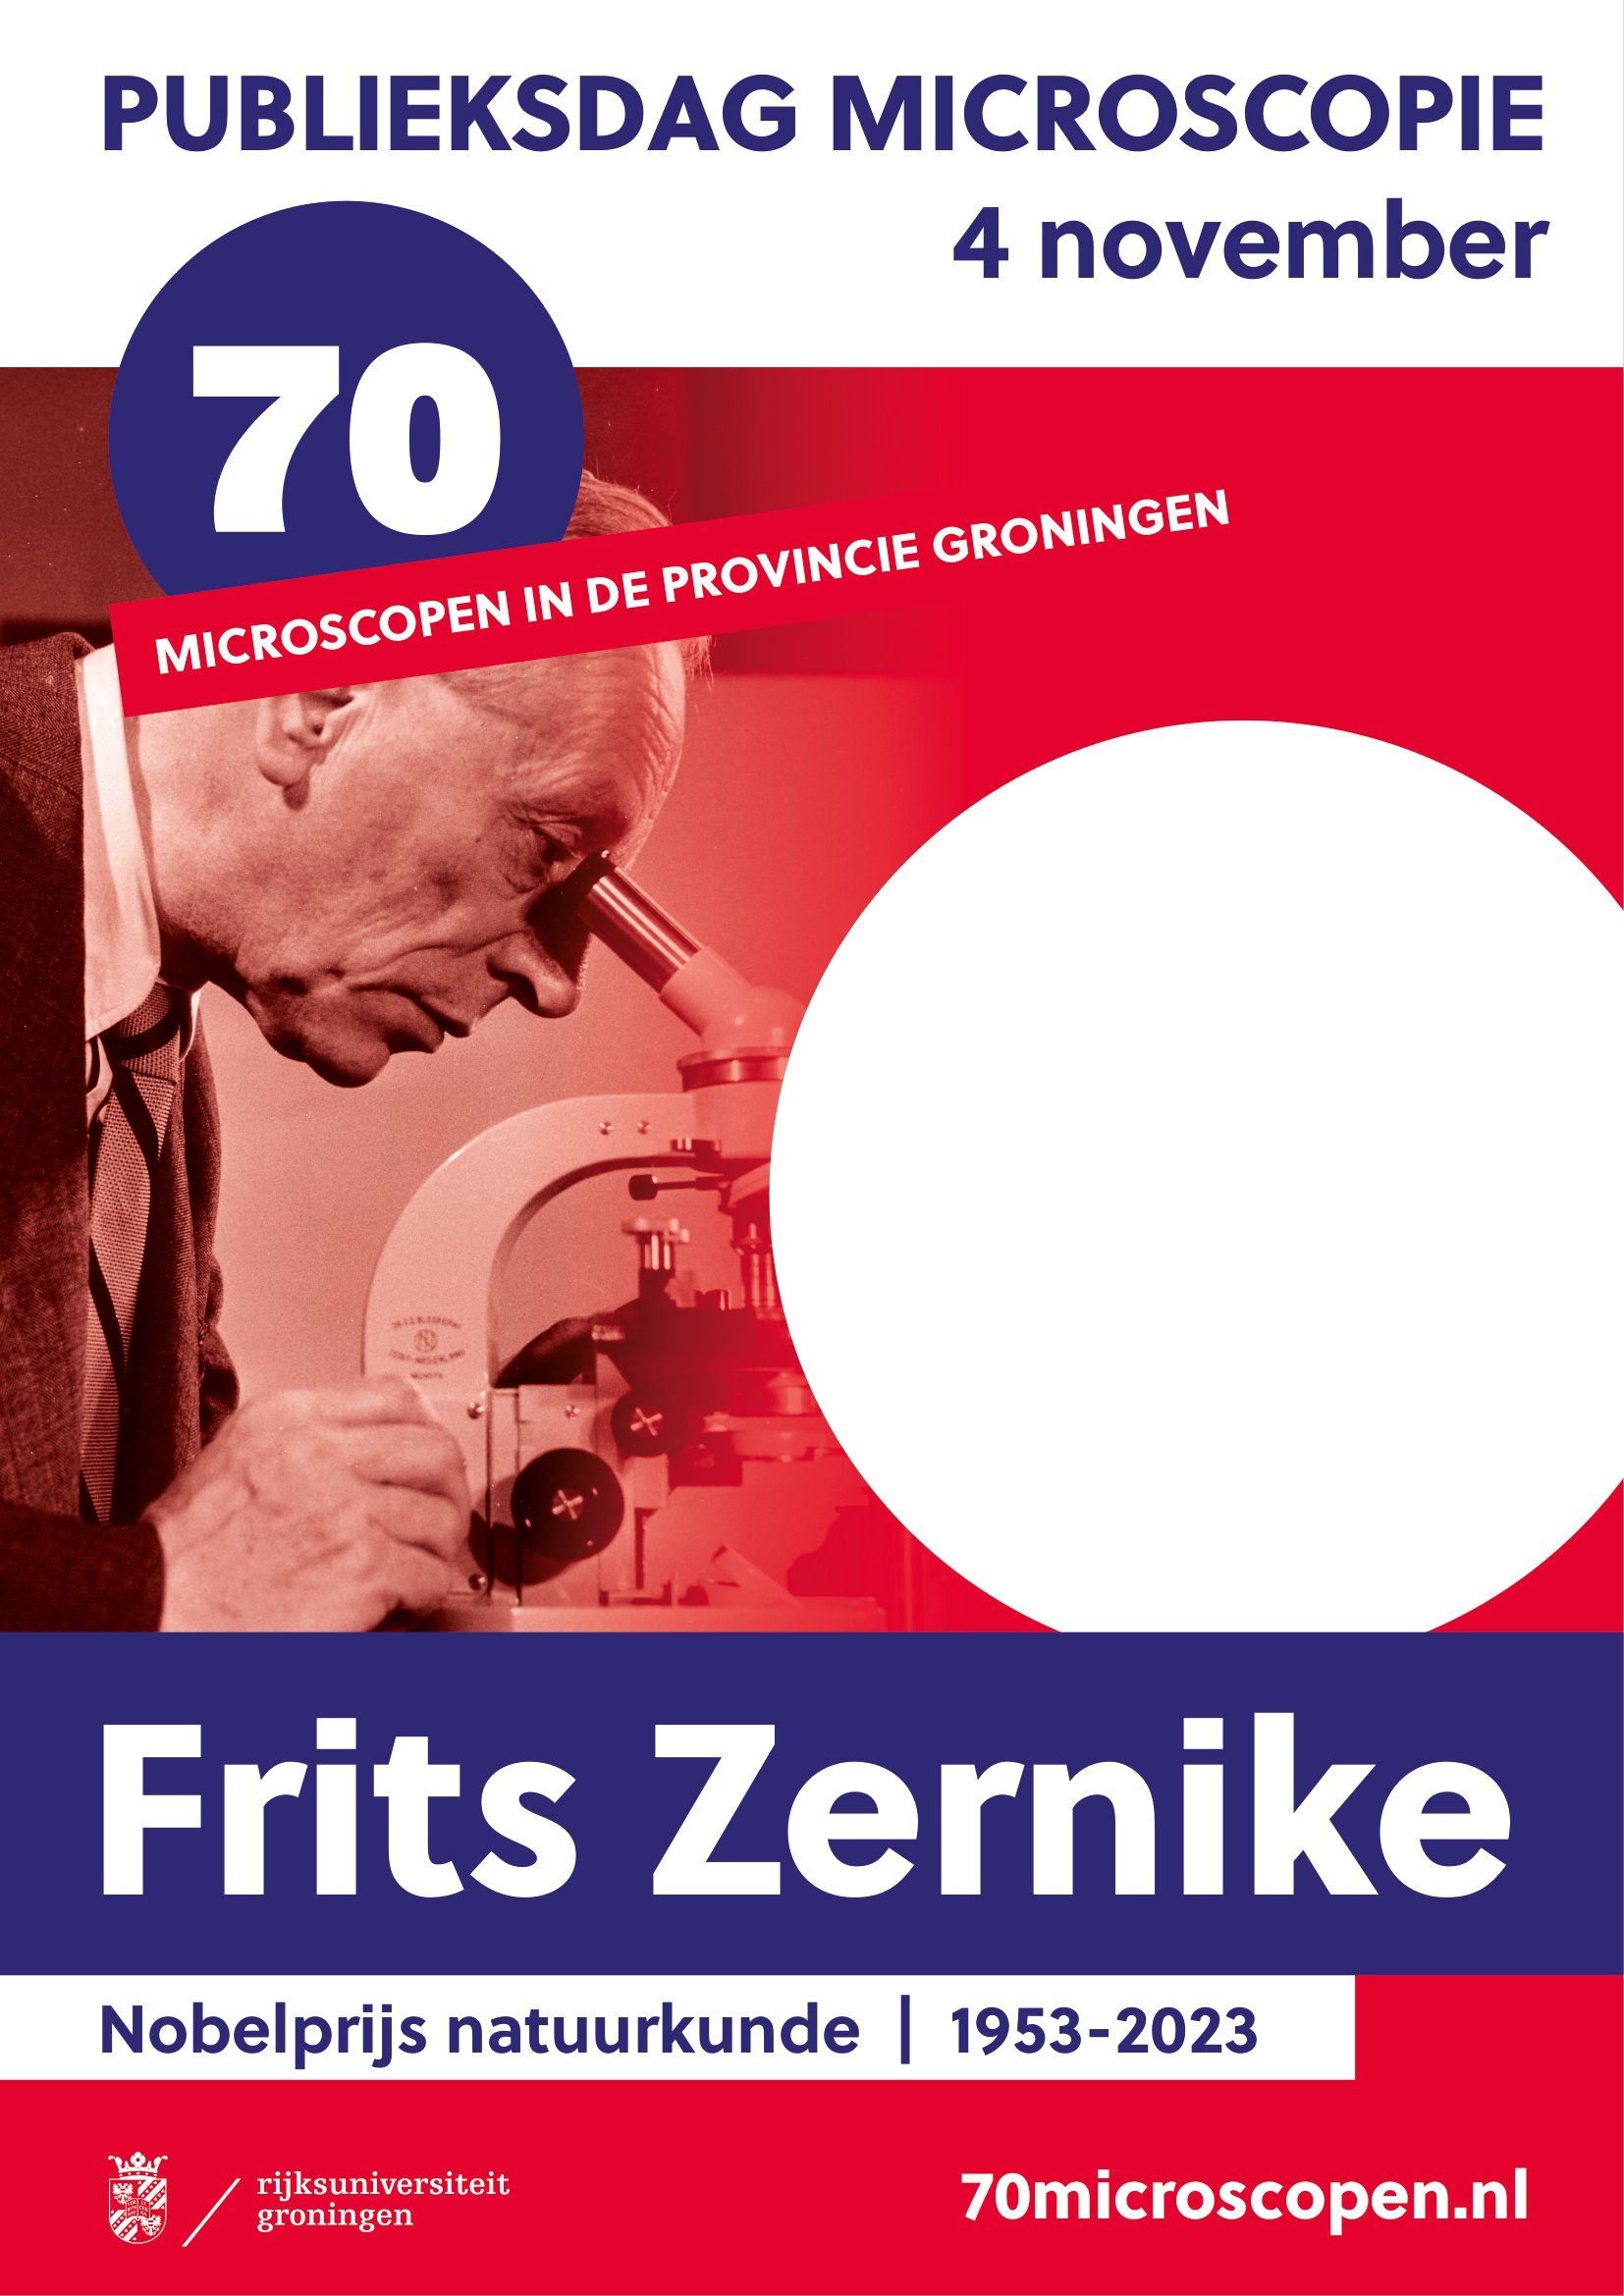 PUBLIEKSDAG MICROSCOPIE
4 november
70
MICROSCOPEN IN DE PROVINCIE GRONINGEN
Frits Zernike
Nobelprijs natuurkunde | 1953-2023
rijksuniversiteit
groningen
70microscopen.nl